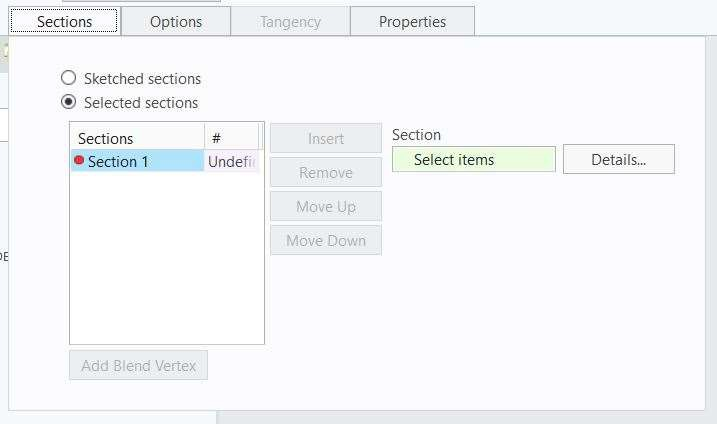 Sections Options Tangency Properties
Sketched sections
Selected sections
Sections #
Section 1
Insert
Remove
Move Up
Move Down
Section
Select items Details...
Add Blend Vertex